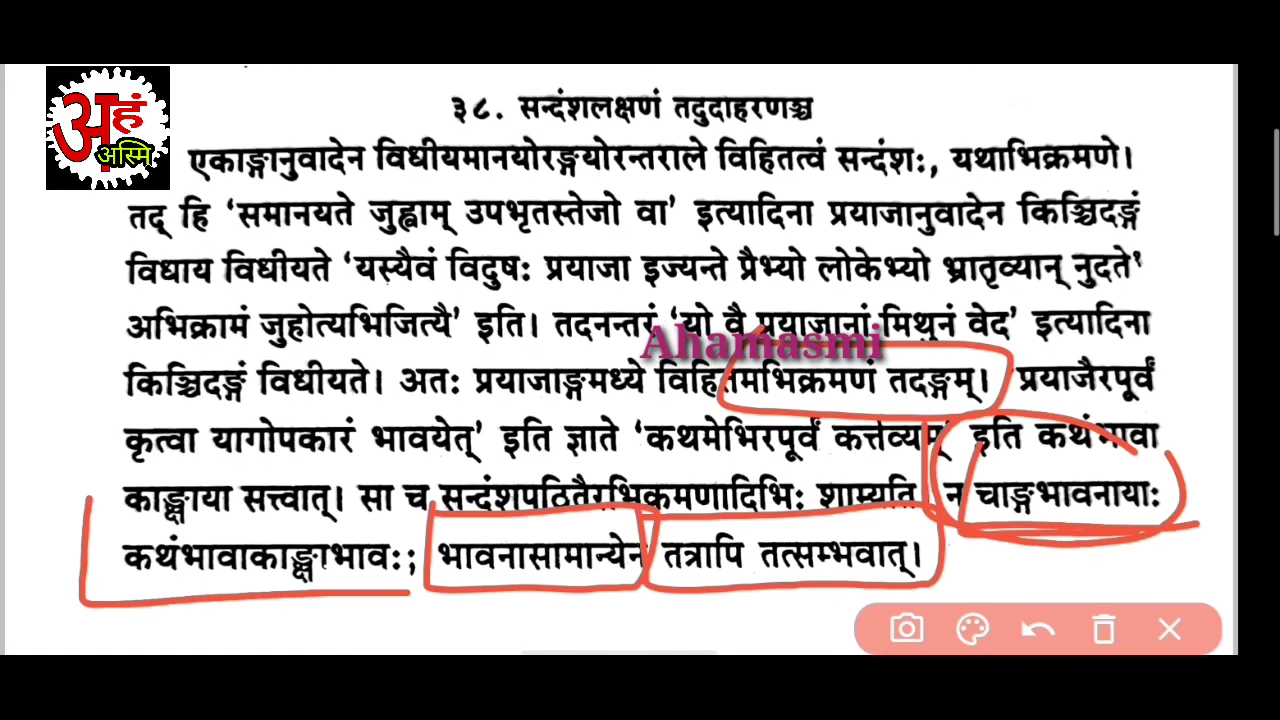 अहं
अस्मि
३८. सन्दंशलक्षणं तदुदाहरणञ्च
एकाङ्गानुवादेन विधीयमानयोरङ्गयोरन्तराले विहितत्वं सन्दंशः, यथाभिक्रमणे।
तद् हि ‘समानयते जुह्वाम् उपभृतस्तेजो वा’ इत्यादिना प्रयाजानुवादेन किञ्चिदङ्गं
विधाय विधीयते ‘यस्यैवं विदुषः प्रयाजा इज्यन्ते प्रैभ्यो लोकेभ्यो भ्रातृव्यान् नुदते’
अभिक्रामं जुहोत्यभिजित्यै’ इति। तदनन्तरं ‘यो वै प्रयाजानां मिथुनं वेद’ इत्यादिना
Ahamasmi
किञ्चिदङ्गं विधीयते। अतः प्रयाजाङ्गमध्ये विहितमभिक्रमणं तदङ्गम्। ‘प्रयाजैरपूर्वं
कृत्वा यागोपकारं भावयेत्’ इति ज्ञाते ‘कथमेभिरपूर्वं कर्त्तव्यम्’ इति कथंभावा
काङ्क्षाया सत्त्वात्। सा च सन्दंशपठितैरभिक्रमणादिभिः शाम्यति न चाङ्गभावनायाः
कथंभावाकाङ्क्षाभावः; भावनासामान्येन तत्रापि तत्सम्भवात्।